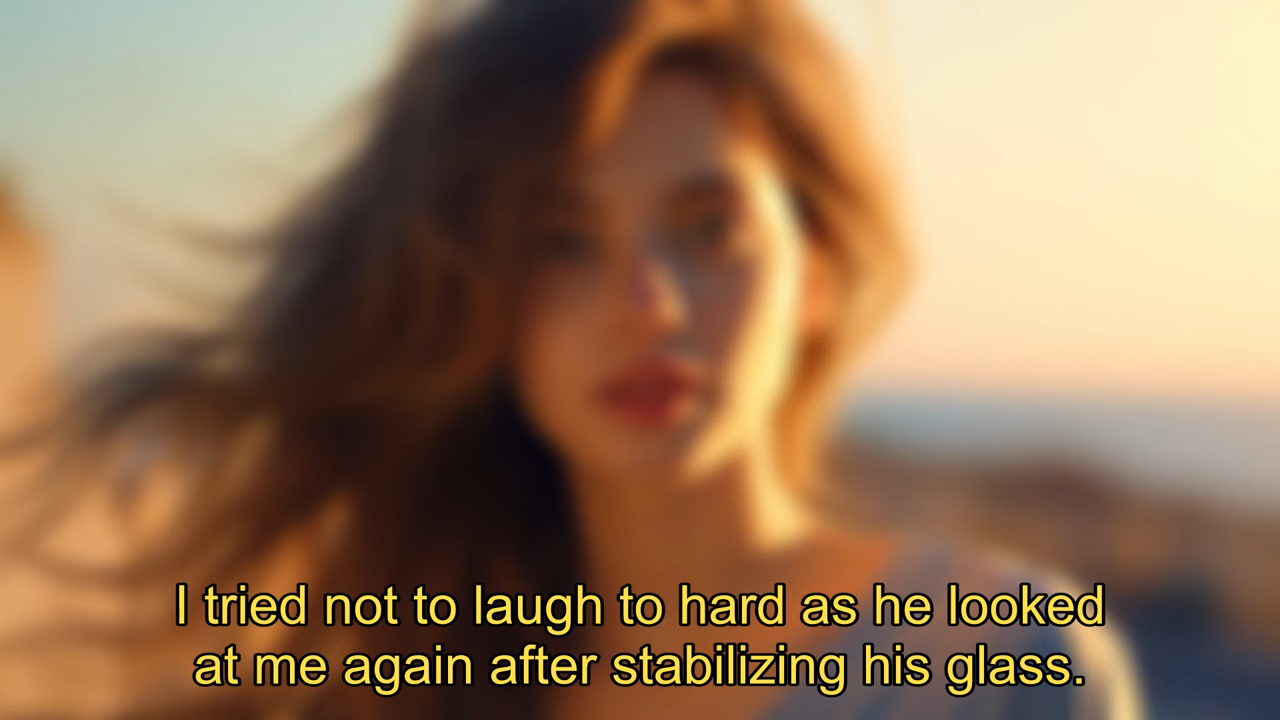 I tried not to laugh to hard as he looked
at me again after stabilizing his glass.